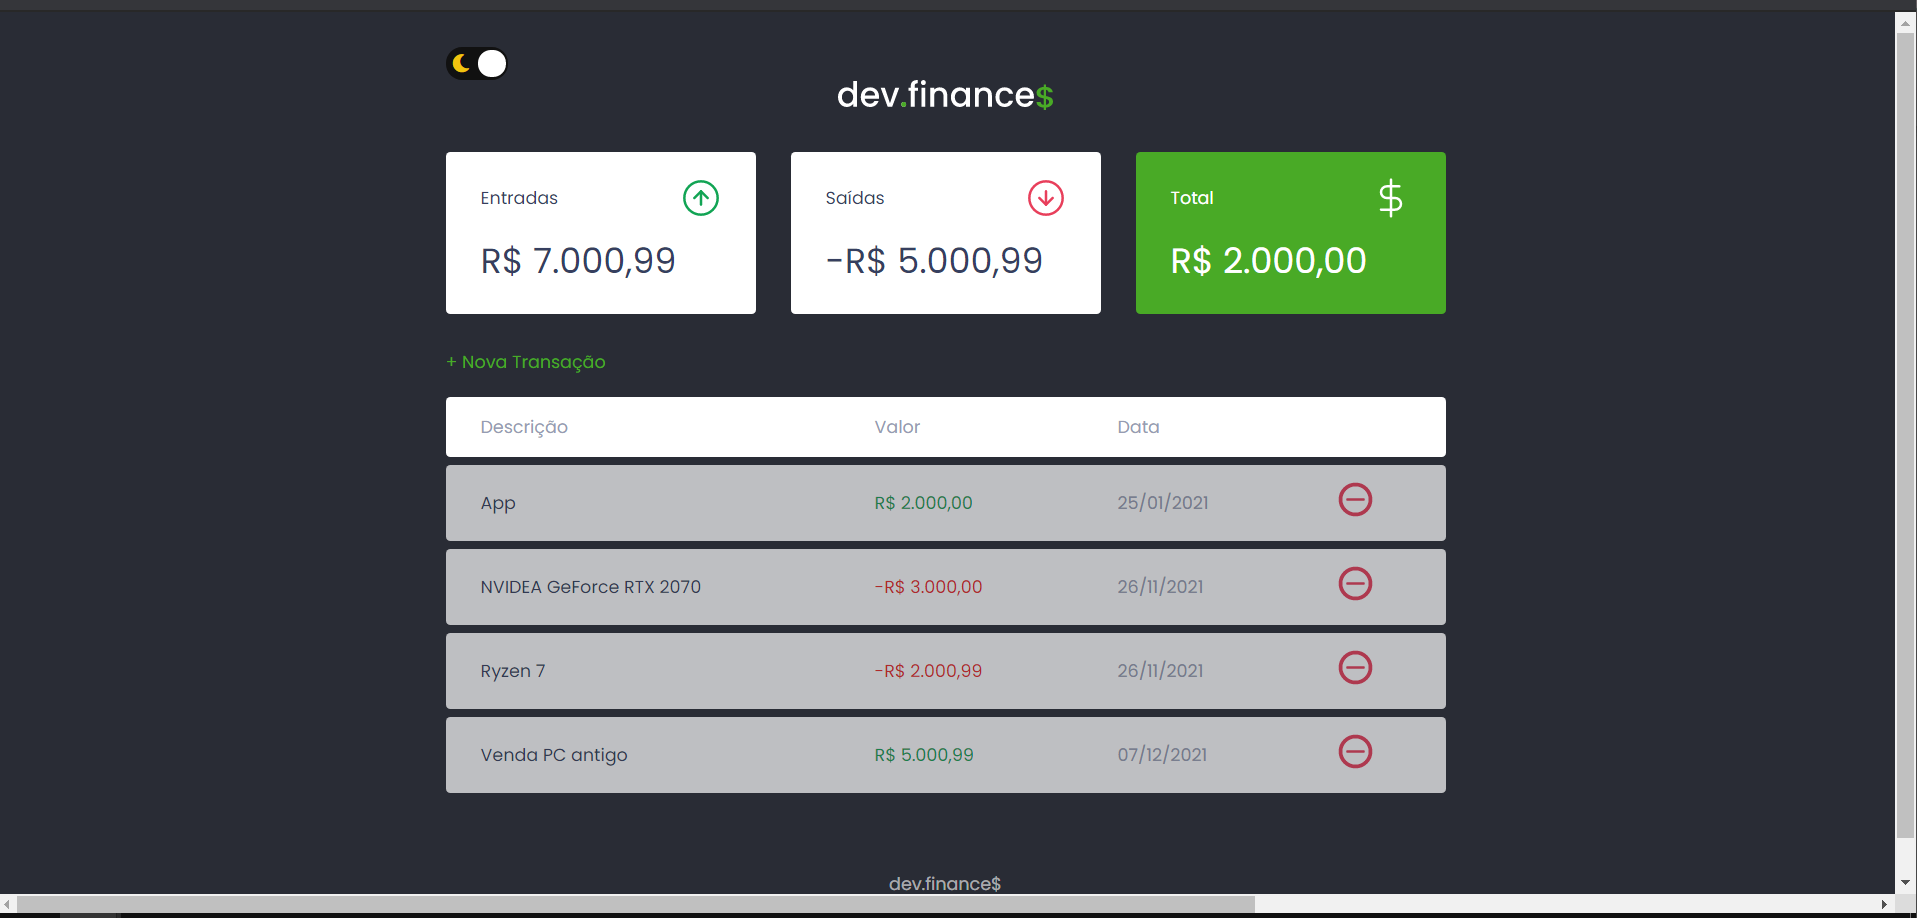 dev.finance$
Entradas
R$ 7.000,99
Saídas
-R$ 5.000,99
Total
$
R$ 2.000,00
+ Nova Transação
Descrição Valor Data
App R$ 2.000,00 25/01/2021
NVIDEA GeForce RTX 2070 -R$ 3.000,00 26/11/2021
Ryzen 7 -R$ 2.000,99 26/11/2021
Venda PC antigo R$ 5.000,99 07/12/2021
dev.finance$